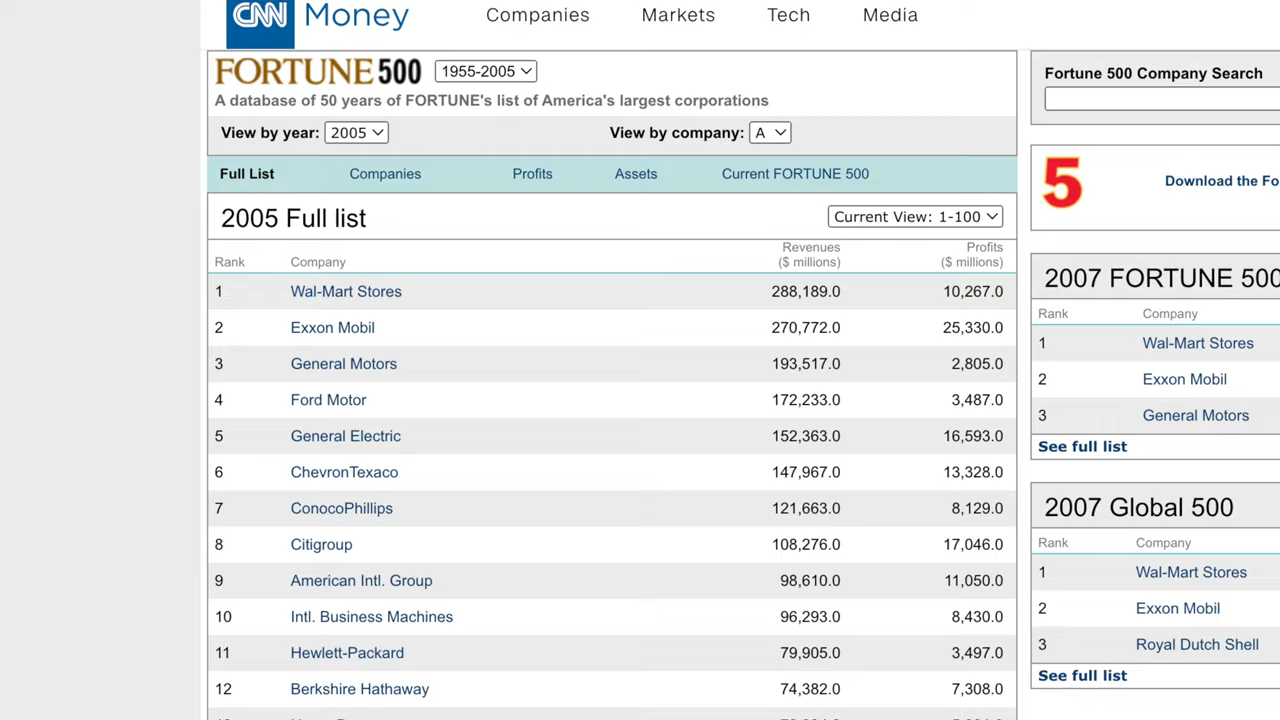 CNN Money Companies Markets Tech Media
FORTUNE 500 1955-2005
A database of 50 years of FORTUNE's list of America's largest corporations
View by year: 2005 View by company: A
Full List Companies Profits Assets Current FORTUNE 500
2005 Full list Current View: 1-100
Rank Company Revenues ($ millions) Profits ($ millions)
1 Wal-Mart Stores 288,189.0 10,267.0
2 Exxon Mobil 270,772.0 25,330.0
3 General Motors 193,517.0 2,805.0
4 Ford Motor 172,233.0 3,487.0
5 General Electric 152,363.0 16,593.0
6 ChevronTexaco 147,967.0 13,328.0
7 ConocoPhillips 121,663.0 8,129.0
8 Citigroup 108,276.0 17,046.0
9 American Intl. Group 98,610.0 11,050.0
10 Intl. Business Machines 96,293.0 8,430.0
11 Hewlett-Packard 79,905.0 3,497.0
12 Berkshire Hathaway 74,382.0 7,308.0
Fortune 500 Company Search
5 Download the Fo
2007 FORTUNE 500
Rank Company
1 Wal-Mart Stores
2 Exxon Mobil
3 General Motors
See full list
2007 Global 500
Rank Company
1 Wal-Mart Stores
2 Exxon Mobil
3 Royal Dutch Shell
See full list